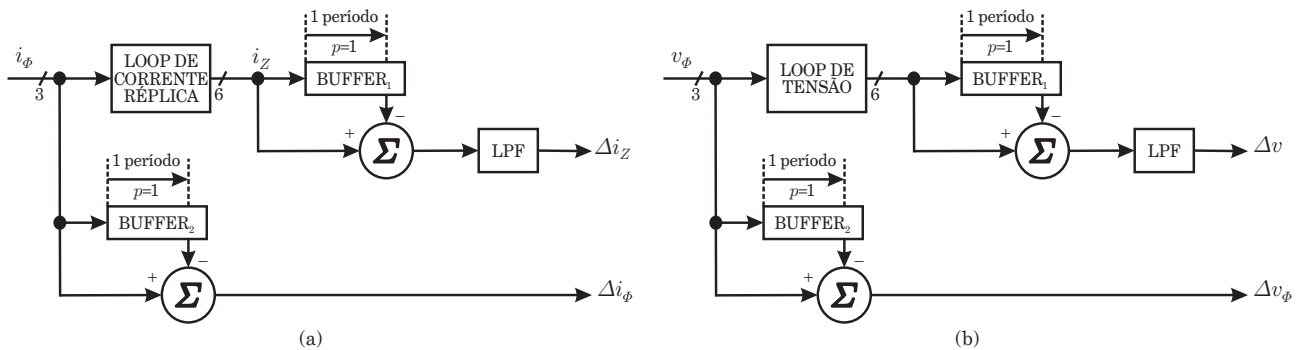 1 período
p=1
i_Φ
3
LOOP DE
CORRENTE
RÉPLICA
6
i_Z
BUFFER₁
−
+
Σ
LPF
Δi_Z
1 período
p=1
BUFFER₂
−
+
Σ
Δi_Φ
(a)
1 período
p=1
v_Φ
3
LOOP DE
TENSÃO
6
BUFFER₁
−
+
Σ
LPF
Δv
1 período
p=1
BUFFER₂
−
+
Σ
Δv_Φ
(b)